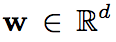 𝐰 ∈ ℝ^d